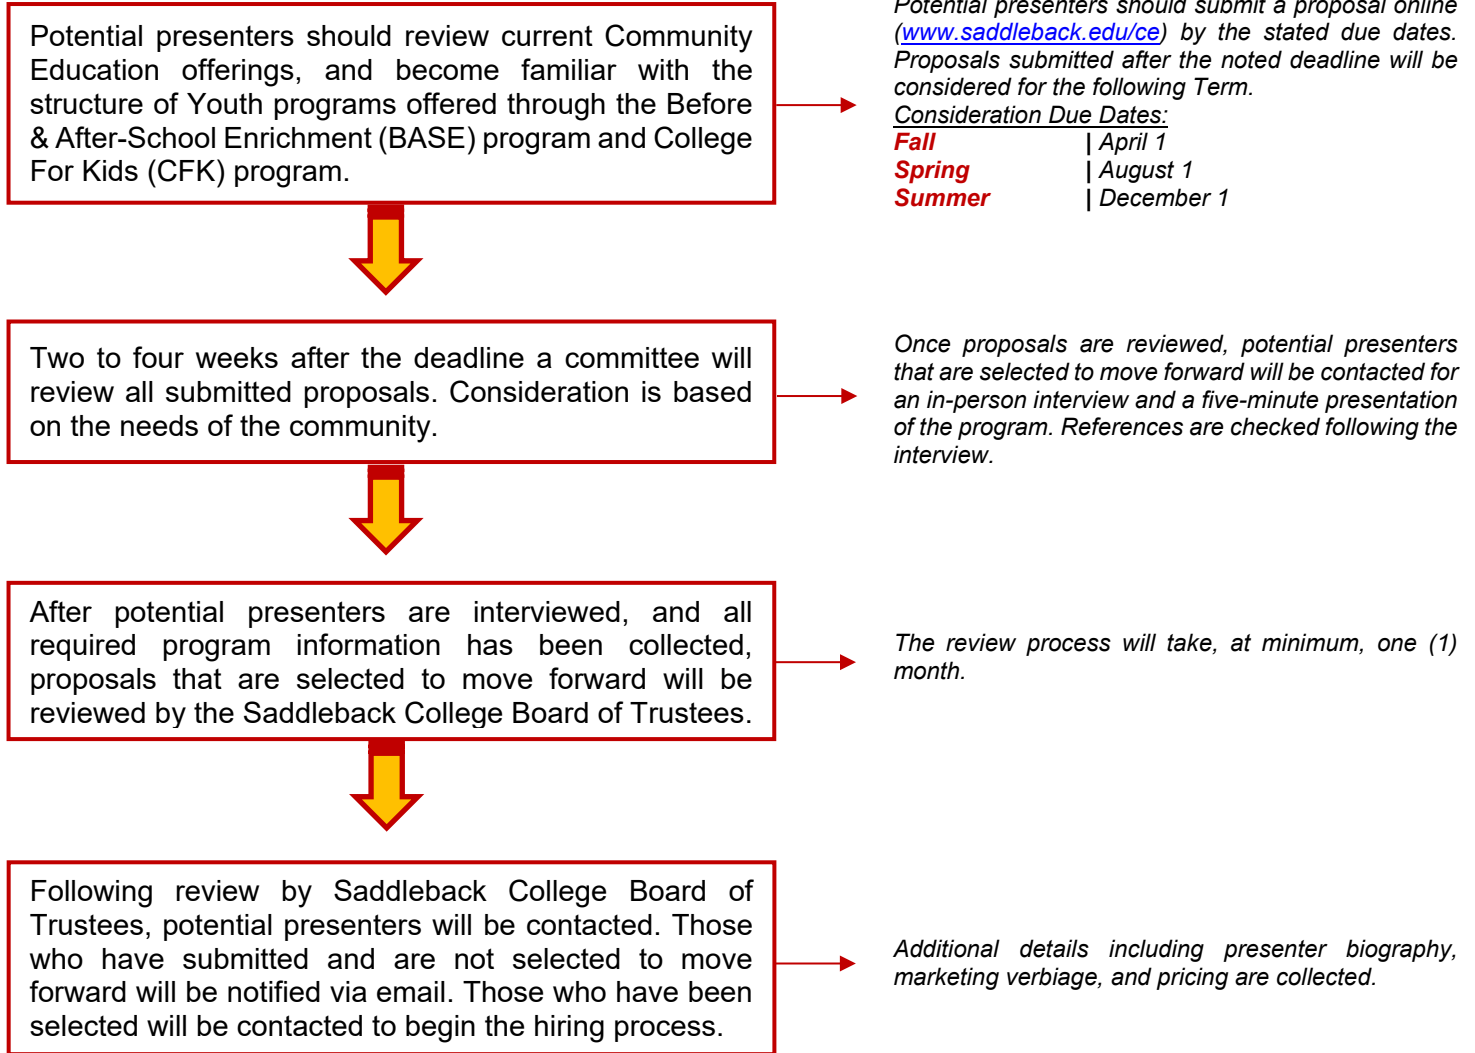 Potential presenters should review current Community
Education offerings, and become familiar with the
structure of Youth programs offered through the Before
& After-School Enrichment (BASE) program and College
For Kids (CFK) program.
Potential presenters should submit a proposal online
(www.saddleback.edu/ce) by the stated due dates.
Proposals submitted after the noted deadline will be
considered for the following Term.
Consideration Due Dates:
Fall | April 1
Spring | August 1
Summer | December 1
Two to four weeks after the deadline a committee will
review all submitted proposals. Consideration is based
on the needs of the community.
Once proposals are reviewed, potential presenters
that are selected to move forward will be contacted for
an in-person interview and a five-minute presentation
of the program. References are checked following the
interview.
After potential presenters are interviewed, and all
required program information has been collected,
proposals that are selected to move forward will be
reviewed by the Saddleback College Board of Trustees.
The review process will take, at minimum, one (1)
month.
Following review by Saddleback College Board of
Trustees, potential presenters will be contacted. Those
who have submitted and are not selected to move
forward will be notified via email. Those who have been
selected will be contacted to begin the hiring process.
Additional details including presenter biography,
marketing verbiage, and pricing are collected.